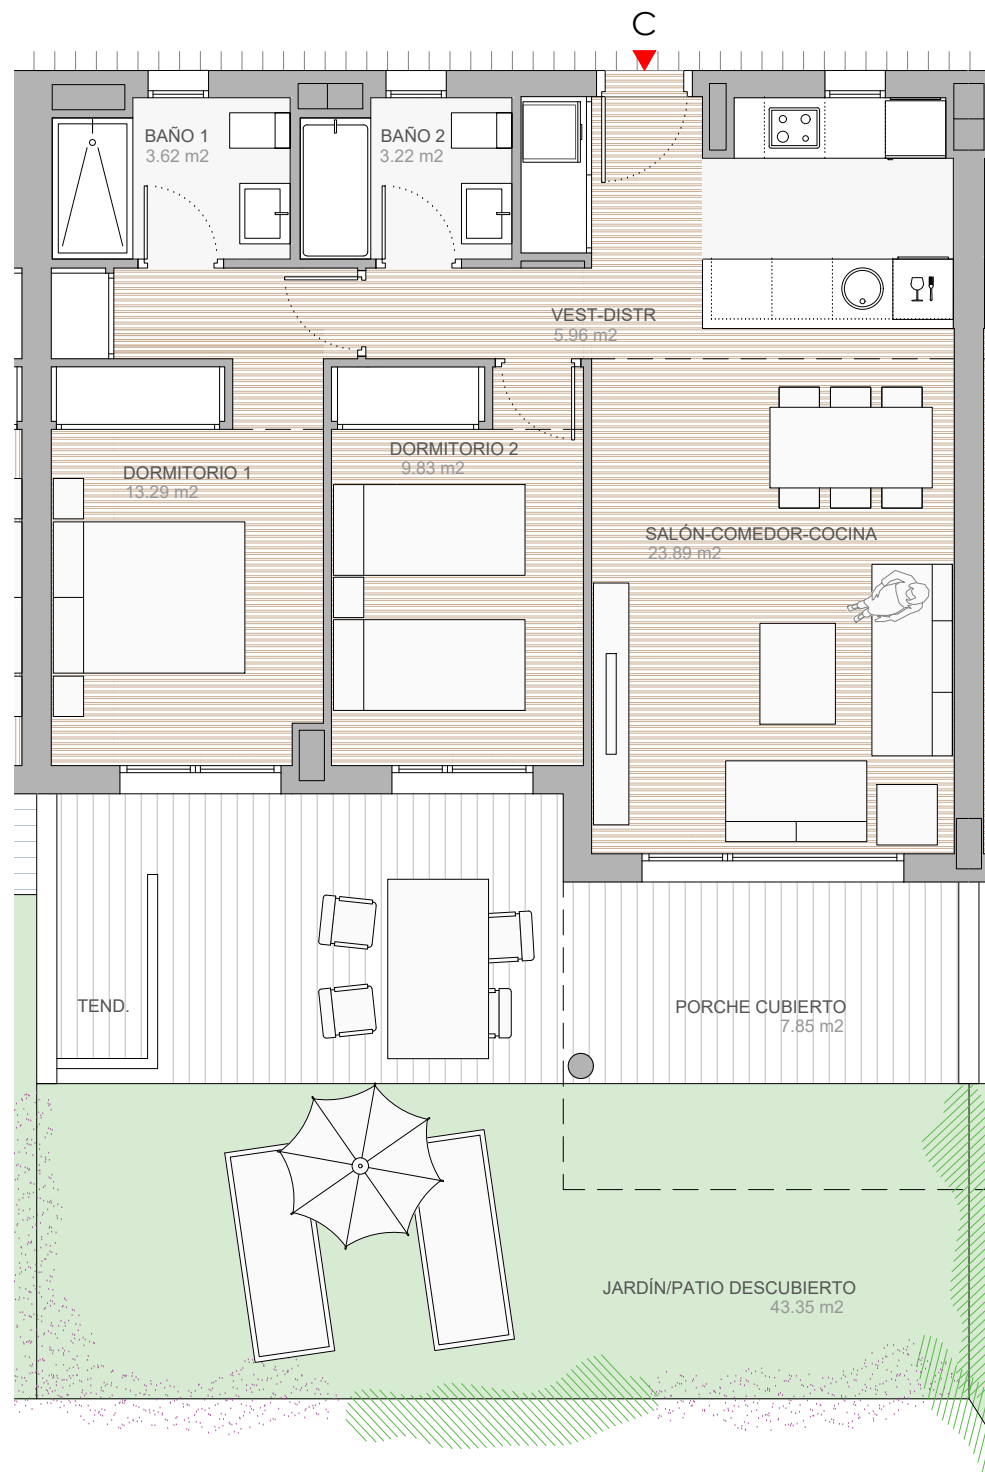 C
BAÑO 1
3.62 m2
BAÑO 2
3.22 m2
VEST-DISTR
5.96 m2
DORMITORIO 1
13.29 m2
DORMITORIO 2
9.83 m2
SALÓN-COMEDOR-COCINA
23.89 m2
TEND.
PORCHE CUBIERTO
7.85 m2
JARDÍN/PATIO DESCUBIERTO
43.35 m2